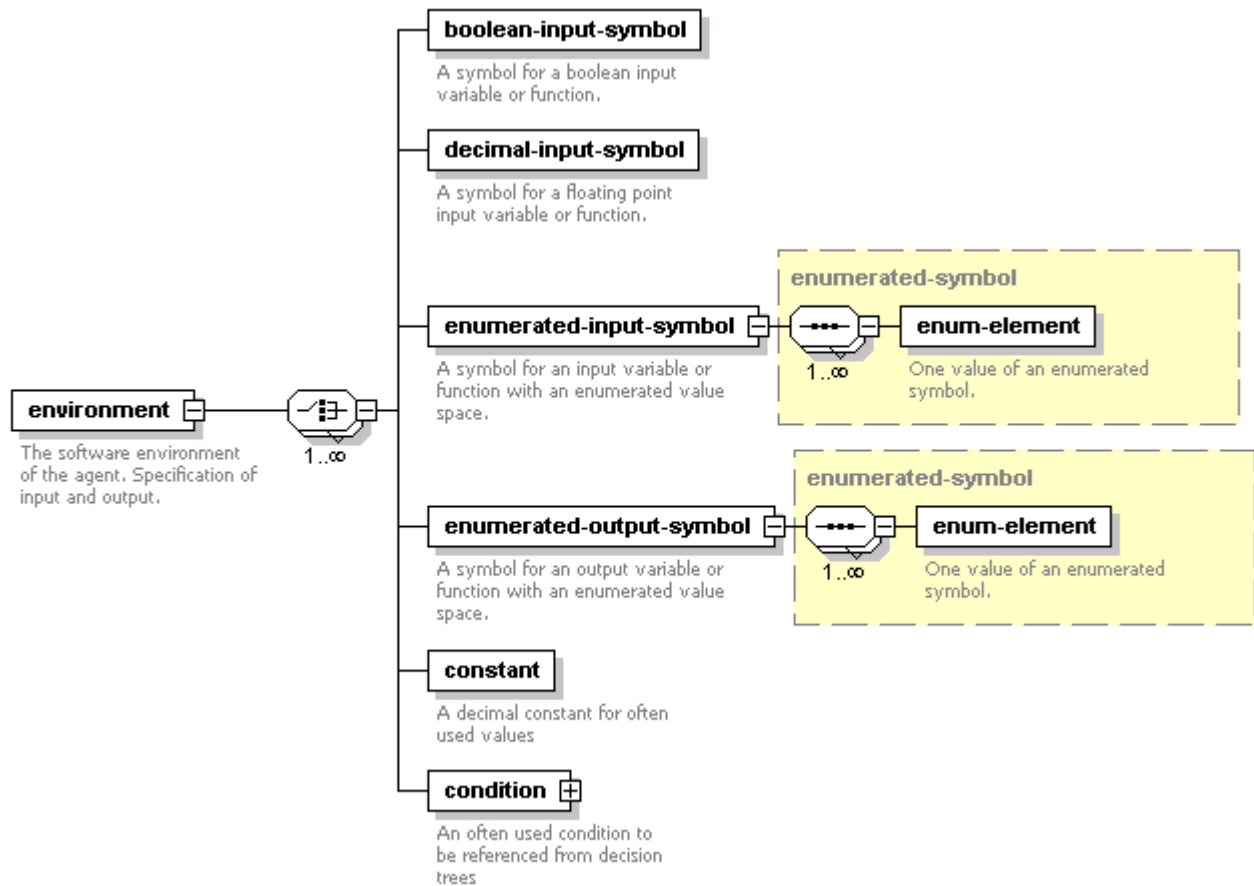 boolean-input-symbol
A symbol for a boolean input
variable or function.
decimal-input-symbol
A symbol for a floating point
input variable or function.
enumerated-symbol
enumerated-input-symbol
enum-element
1..∞
A symbol for an input variable or
function with an enumerated value
space.
One value of an enumerated
symbol.
environment
1..∞
The software environment
of the agent. Specification of
input and output.
enumerated-symbol
enumerated-output-symbol
enum-element
1..∞
A symbol for an output variable or
function with an enumerated value
space.
One value of an enumerated
symbol.
constant
A decimal constant for often
used values
condition
An often used condition to
be referenced from decision
trees